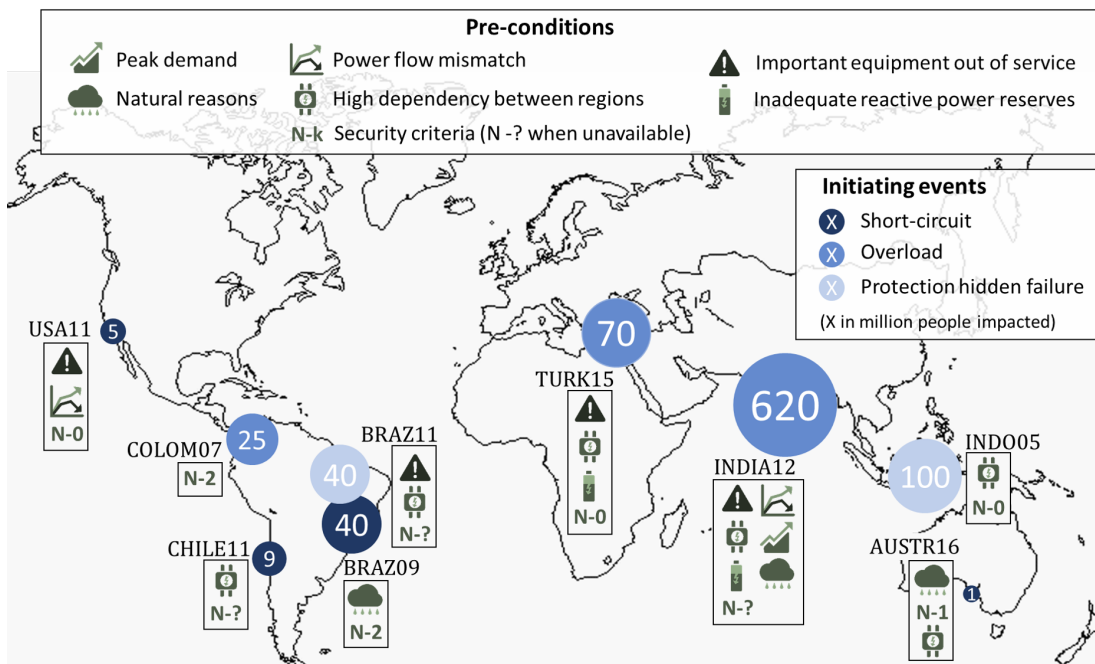 Pre-conditions
Peak demand
Power flow mismatch
Important equipment out of service
Natural reasons
High dependency between regions
Inadequate reactive power reserves
N-k Security criteria (N -? when unavailable)
Initiating events
X Short-circuit
X Overload
X Protection hidden failure
(X in million people impacted)
USA11
5
N-0
COLOM07
25
N-2
BRAZ11
40
N-?
40
BRAZ09
N-2
CHILE11
9
N-?
70
TURK15
N-0
620
INDIA12
N-?
100
INDO05
N-0
AUSTR16
1
N-1